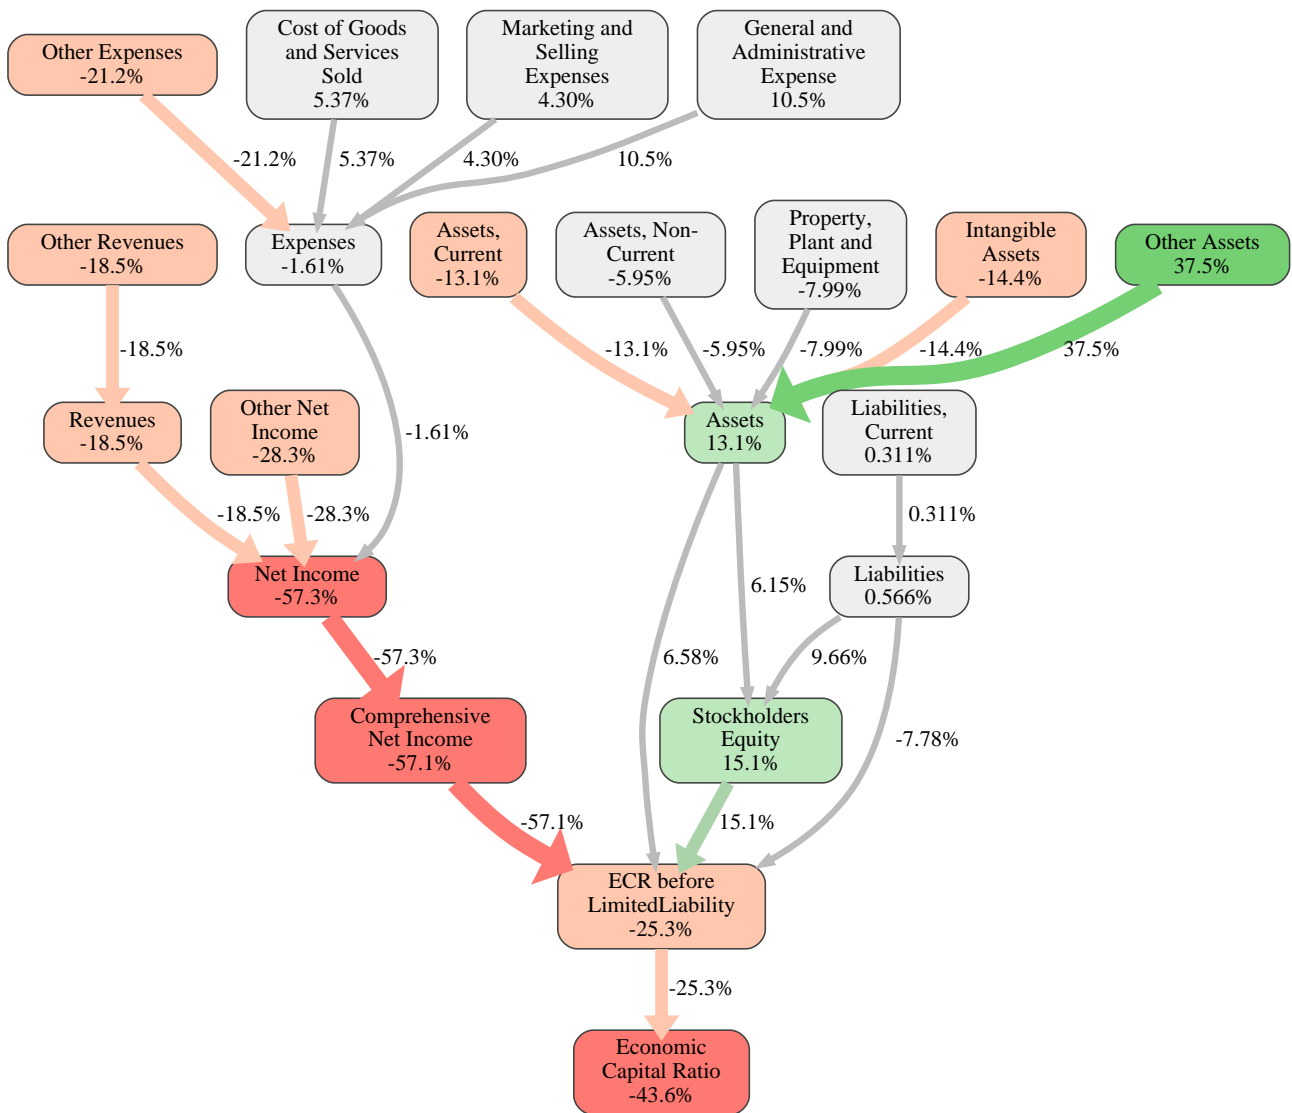 Other Expenses
-21.2%
Cost of Goods
and Services
Sold
5.37%
Marketing and
Selling
Expenses
4.30%
General and
Administrative
Expense
10.5%
-21.2%
5.37%
4.30%
10.5%
Other Revenues
-18.5%
Expenses
-1.61%
Assets,
Current
-13.1%
Assets, Non-
Current
-5.95%
Property,
Plant and
Equipment
-7.99%
Intangible
Assets
-14.4%
Other Assets
37.5%
-18.5%
-13.1%
-5.95%
-7.99%
-14.4%
37.5%
Revenues
-18.5%
Other Net
Income
-28.3%
-1.61%
Assets
13.1%
Liabilities,
Current
0.311%
-18.5%
-28.3%
0.311%
Net Income
-57.3%
6.15%
Liabilities
0.566%
-57.3%
6.58%
9.66%
Comprehensive
Net Income
-57.1%
Stockholders
Equity
15.1%
-7.78%
-57.1%
15.1%
ECR before
LimitedLiability
-25.3%
-25.3%
Economic
Capital Ratio
-43.6%